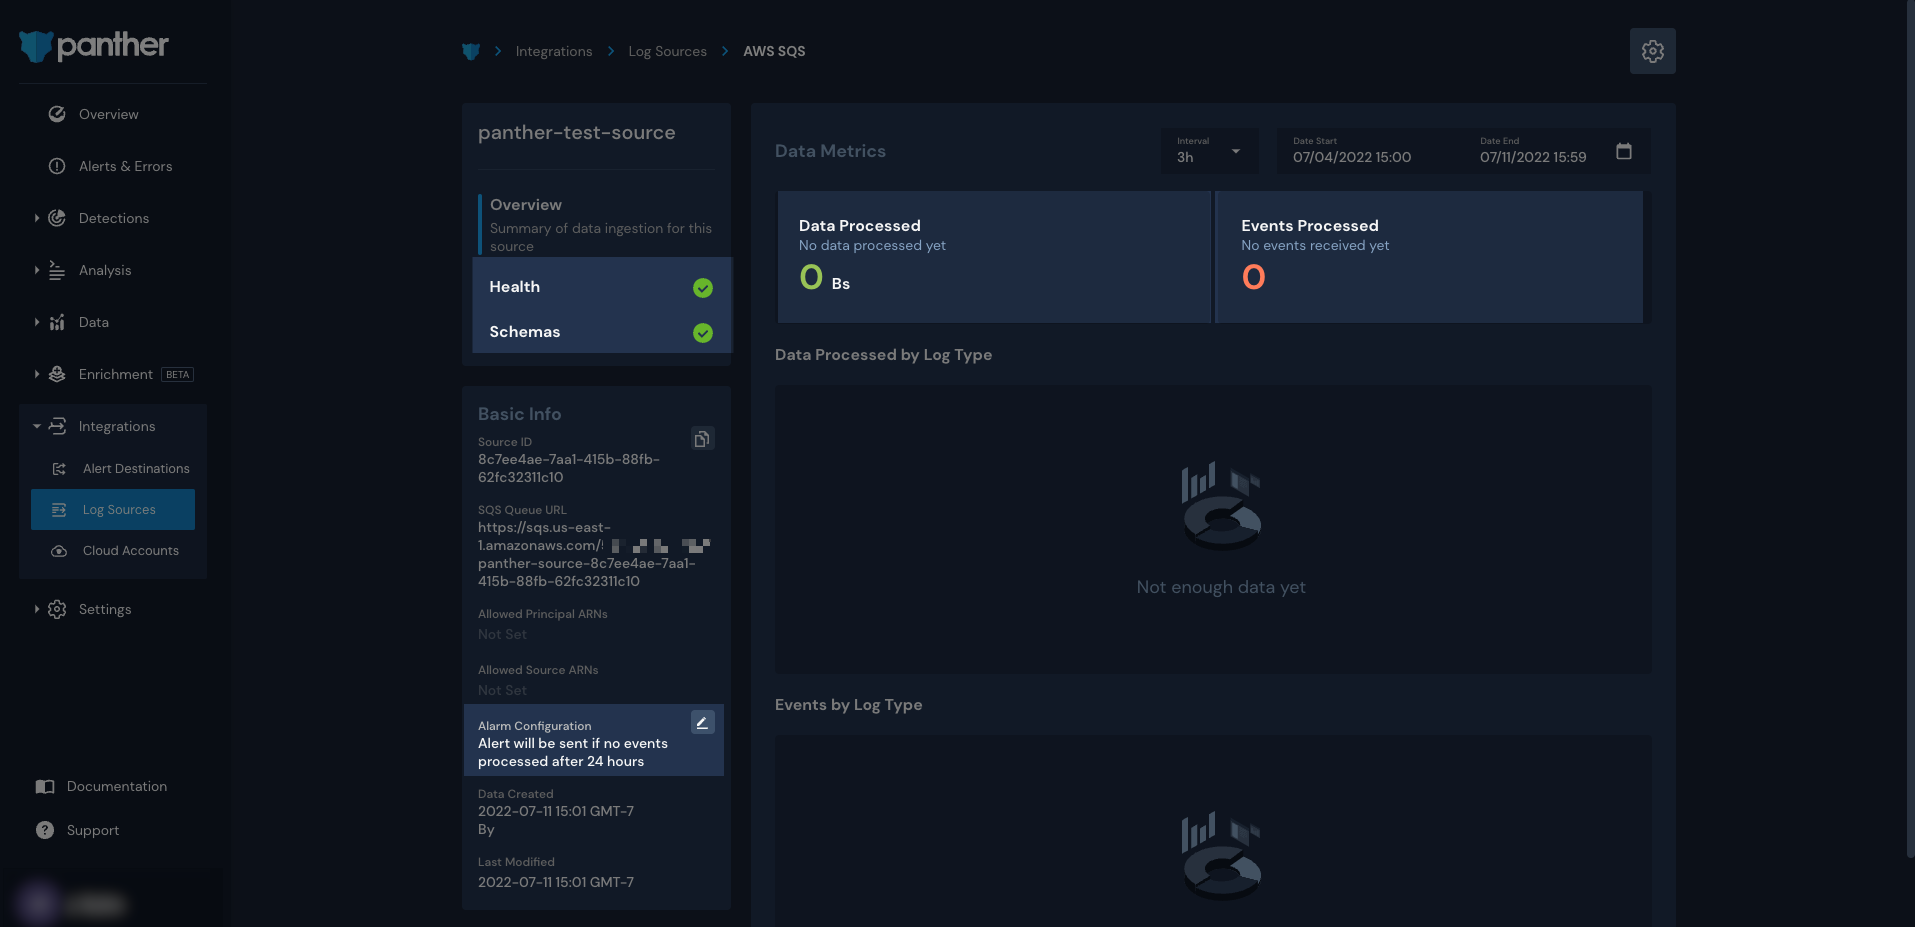 panther
Overview
Alerts & Errors
Detections
Analysis
Data
Enrichment BETA
Integrations
Alert Destinations
Log Sources
Cloud Accounts
Settings
Documentation
Support
Integrations
Log Sources
AWS SQS
panther-test-source
Overview
Summary of data ingestion for this
source
Health
Schemas
Basic Info
Source ID
8c7ee4ae-7aa1-415b-88fb-
62fc32311c10
SQS Queue URL
https://sqs.us-east-
1.amazonaws.com/
panther-source-8c7ee4ae-7aa1-
415b-88fb-62fc32311c10
Allowed Principal ARNs
Not Set
Allowed Source ARNs
Not Set
Alarm Configuration
Alert will be sent if no events
processed after 24 hours
Data Created
2022-07-11 15:01 GMT-7
By
Last Modified
2022-07-11 15:01 GMT-7
Data Metrics
Interval
3h
Date Start
07/04/2022 15:00
Date End
07/11/2022 15:59
Data Processed
No data processed yet
0 Bs
Events Processed
No events received yet
0
Data Processed by Log Type
Not enough data yet
Events by Log Type